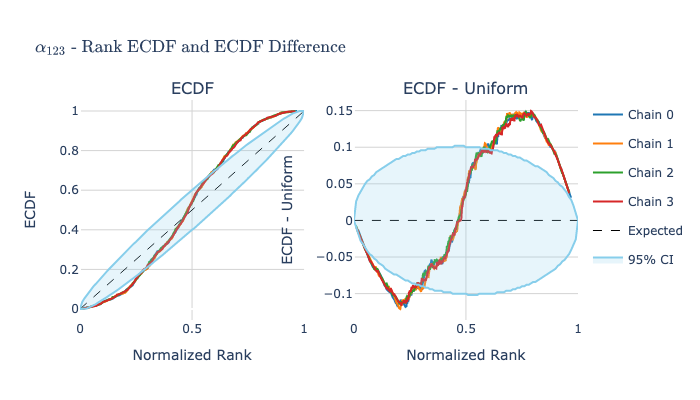 α₁₂₃ - Rank ECDF and ECDF Difference
ECDF
ECDF
1
0.8
0.6
0.4
0.2
0
0
0.5
1
Normalized Rank
ECDF - Uniform
ECDF - Uniform
0.15
0.1
0.05
0
−0.05
−0.1
0
0.5
1
Normalized Rank
Chain 0
Chain 1
Chain 2
Chain 3
Expected
95% CI